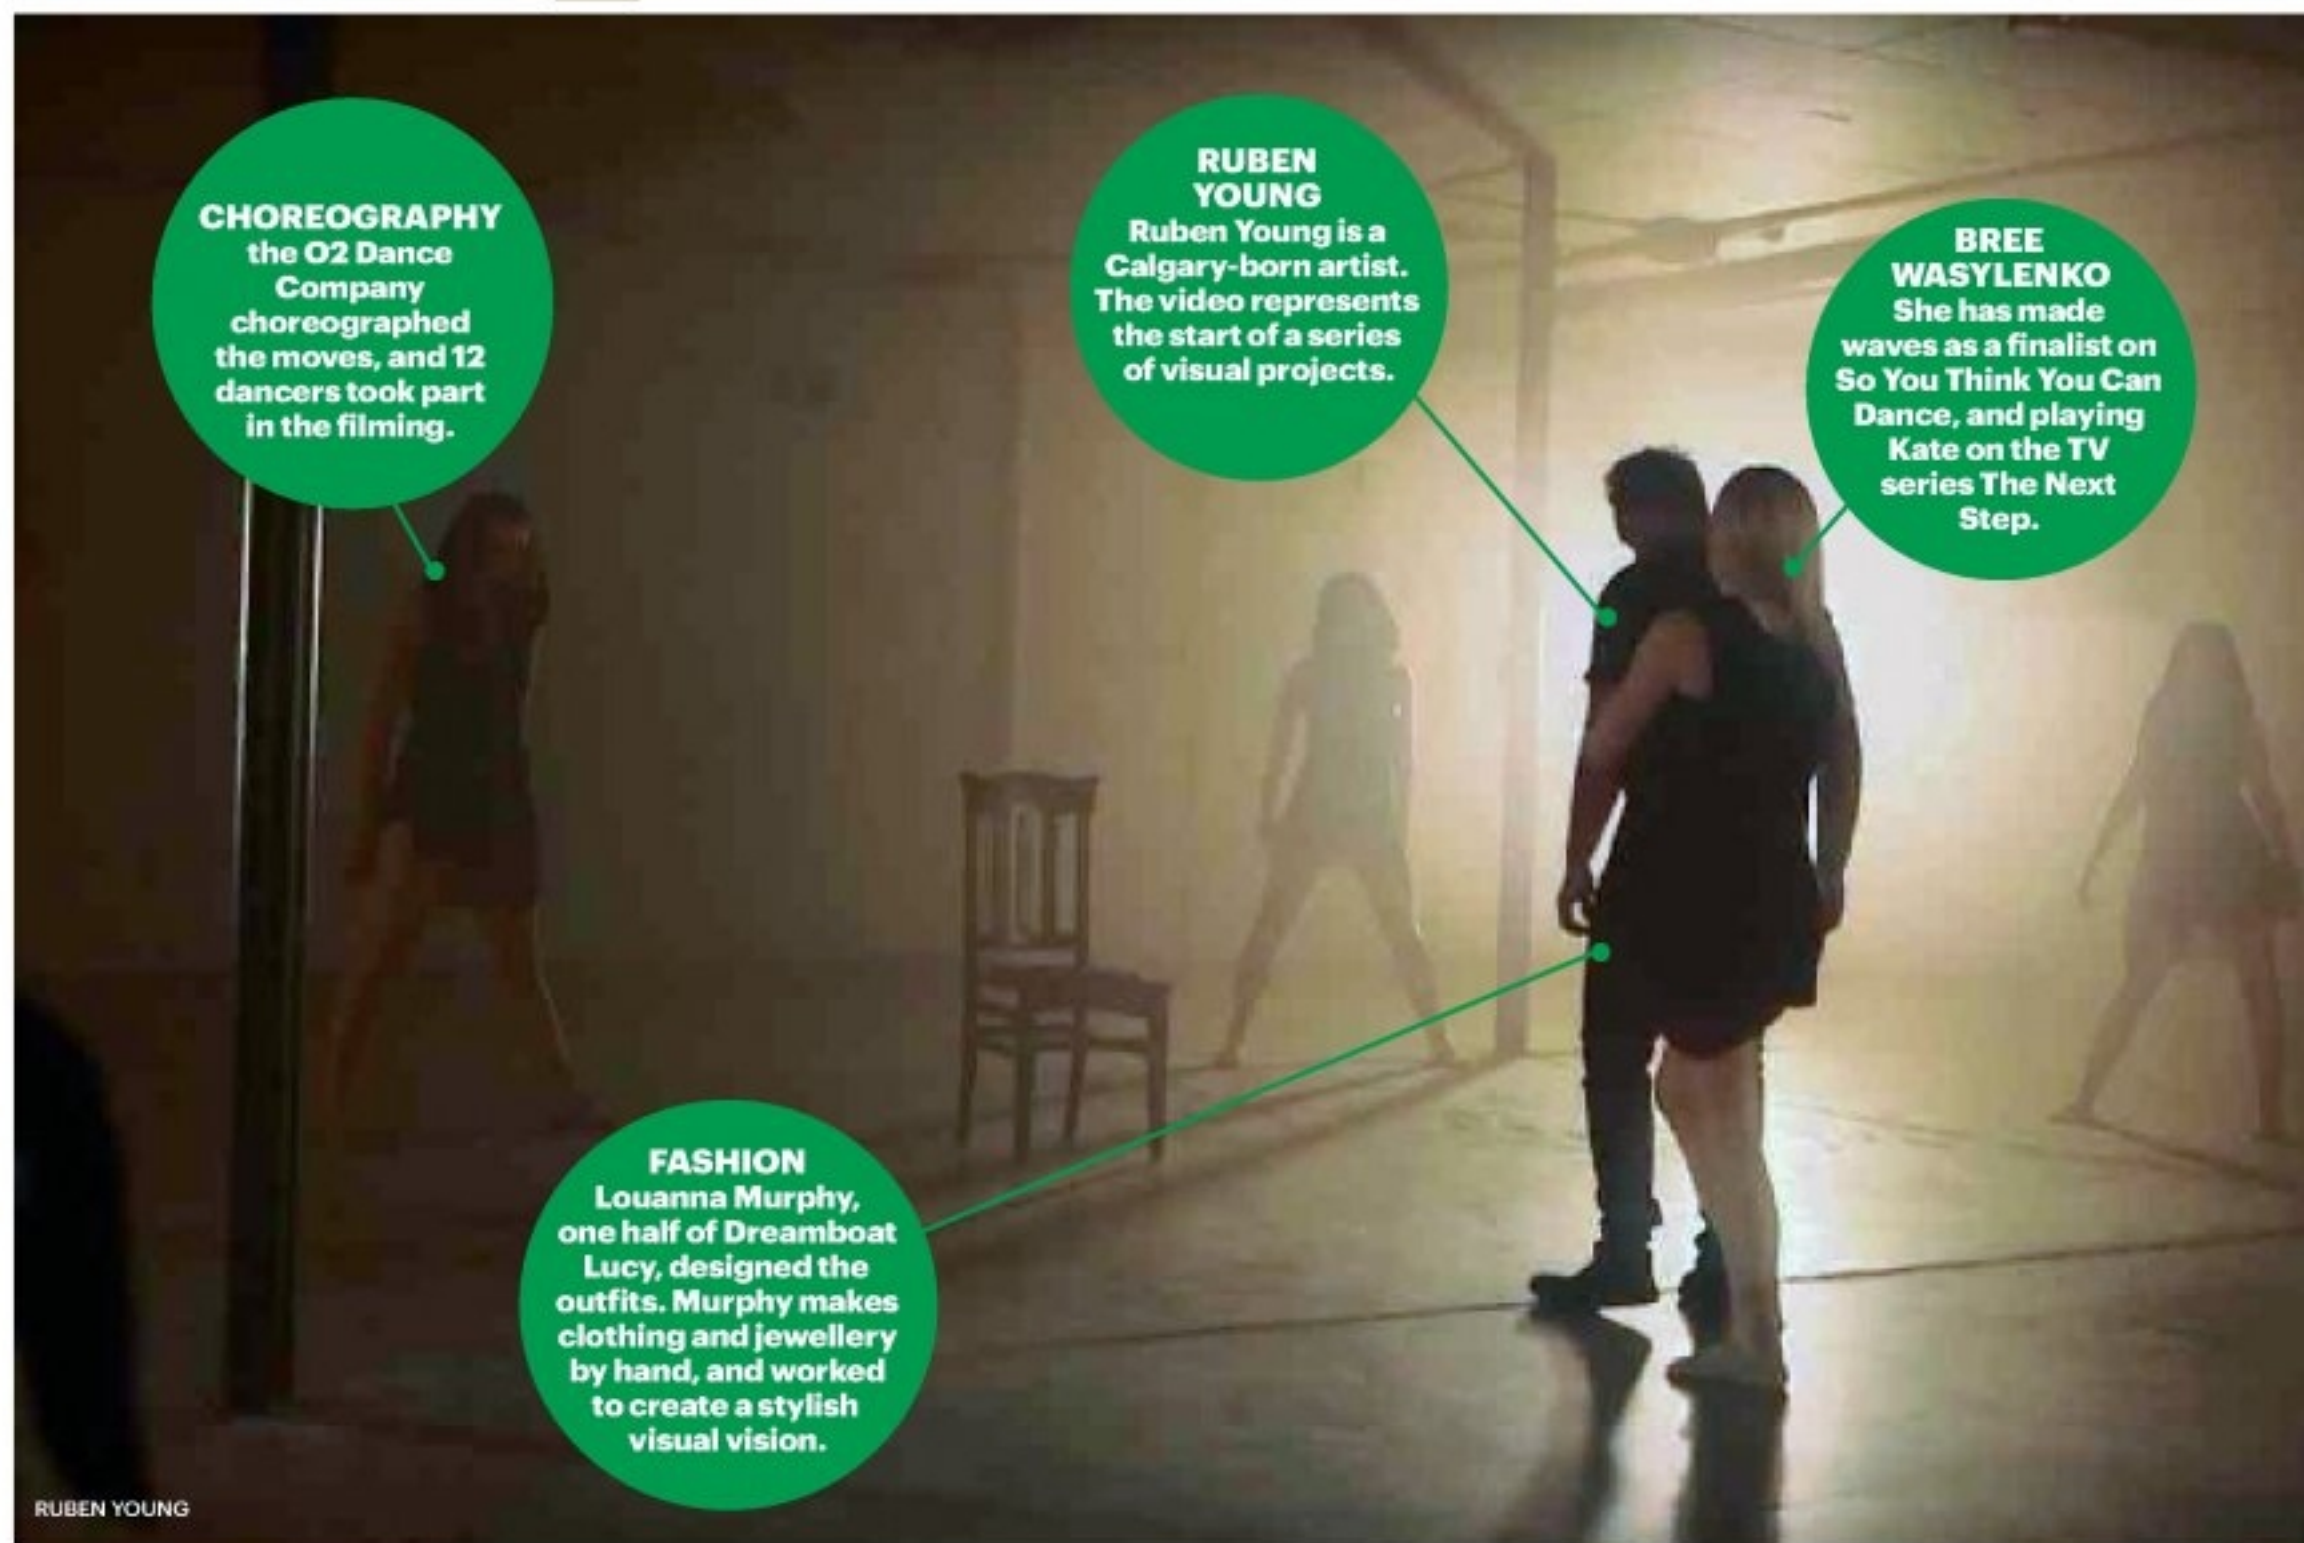 CHOREOGRAPHY
the O2 Dance
Company
choreographed
the moves, and 12
dancers took part
in the filming.
RUBEN
YOUNG
Ruben Young is a
Calgary-born artist.
The video represents
the start of a series
of visual projects.
BREE
WASYLENKO
She has made
waves as a finalist on
So You Think You Can
Dance, and playing
Kate on the TV
series The Next
Step.
FASHION
Louanna Murphy,
one half of Dreamboat
Lucy, designed the
outfits. Murphy makes
clothing and jewellery
by hand, and worked
to create a stylish
visual vision.
RUBEN YOUNG